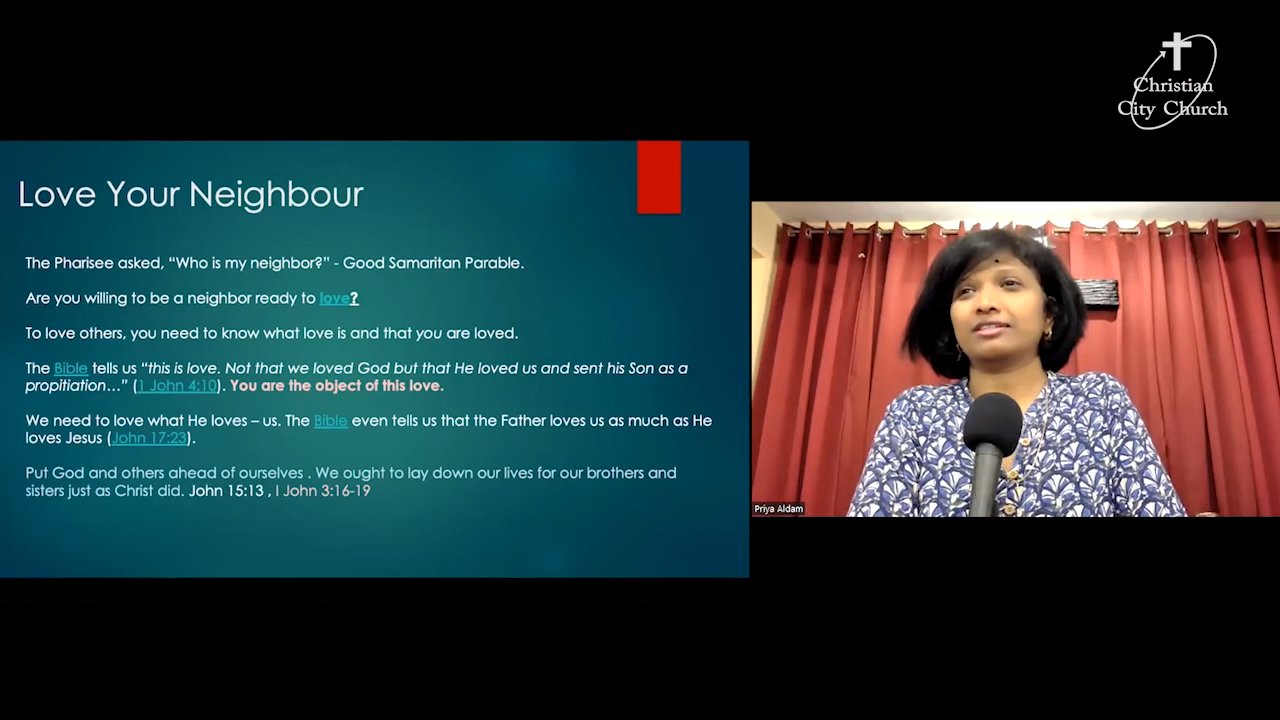 Christian
City Church
Love Your Neighbour
The Pharisee asked, “Who is my neighbor?” - Good Samaritan Parable.
Are you willing to be a neighbor ready to love?
To love others, you need to know what love is and that you are loved.
The Bible tells us “this is love. Not that we loved God but that He loved us and sent his Son as a
propitiation…” (1 John 4:10). You are the object of this love.
We need to love what He loves – us. The Bible even tells us that the Father loves us as much as He
loves Jesus (John 17:23).
Put God and others ahead of ourselves . We ought to lay down our lives for our brothers and
sisters just as Christ did. John 15:13 , I John 3:16-19
Priya Aldam